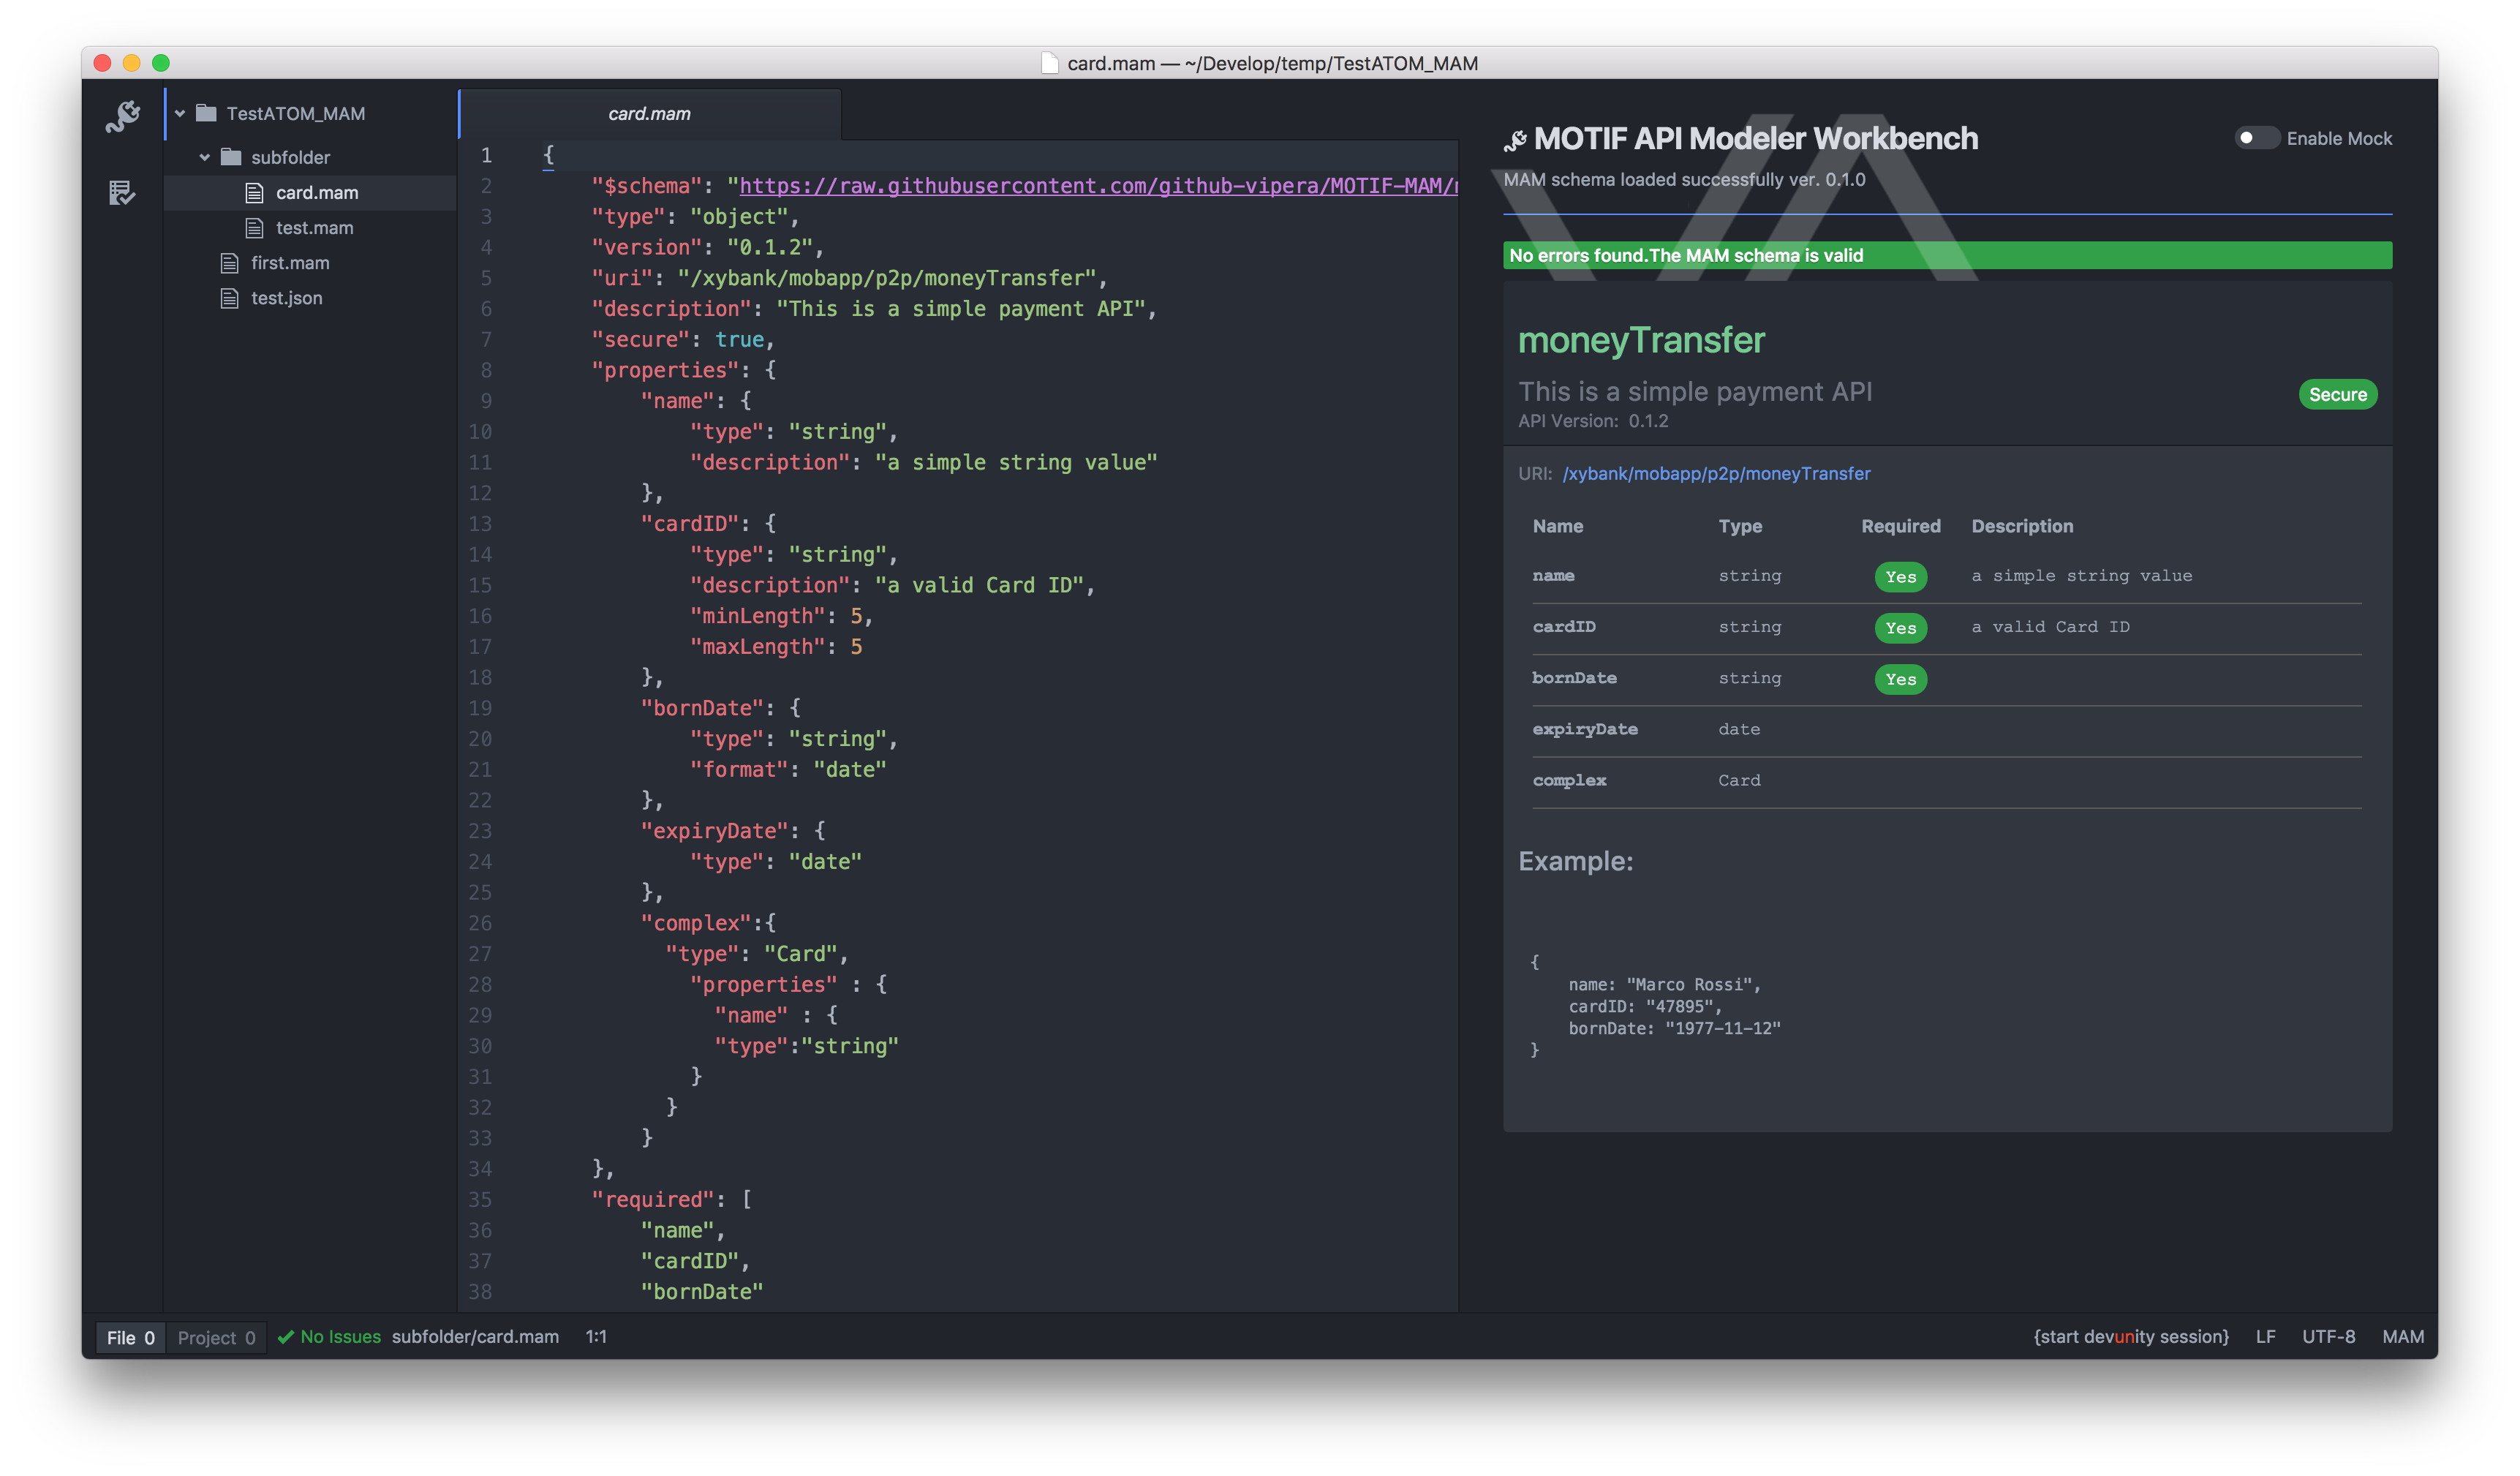 card.mam — ~/Develop/temp/TestATOM_MAM
TestATOM_MAM
subfolder
card.mam
test.mam
first.mam
test.json
card.mam
1 {
2 "$schema": "https://raw.githubusercontent.com/github-vipera/MOTIF-MAM/
3 "type": "object",
4 "version": "0.1.2",
5 "uri": "/xybank/mobapp/p2p/moneyTransfer",
6 "description": "This is a simple payment API",
7 "secure": true,
8 "properties": {
9 "name": {
10 "type": "string",
11 "description": "a simple string value"
12 },
13 "cardID": {
14 "type": "string",
15 "description": "a valid Card ID",
16 "minLength": 5,
17 "maxLength": 5
18 },
19 "bornDate": {
20 "type": "string",
21 "format": "date"
22 },
23 "expiryDate": {
24 "type": "date"
25 },
26 "complex":{
27 "type": "Card",
28 "properties" : {
29 "name" : {
30 "type":"string"
31 }
32 }
33 }
34 },
35 "required": [
36 "name",
37 "cardID",
38 "bornDate"
MOTIF API Modeler Workbench
Enable Mock
MAM schema loaded successfully ver. 0.1.0
No errors found.The MAM schema is valid
moneyTransfer
This is a simple payment API
Secure
API Version: 0.1.2
URI: /xybank/mobapp/p2p/moneyTransfer
Name Type Required Description
name string Yes a simple string value
cardID string Yes a valid Card ID
bornDate string Yes
expiryDate date
complex Card
Example:
{
name: "Marco Rossi",
cardID: "47895",
bornDate: "1977-11-12"
}
File 0 Project 0 No Issues subfolder/card.mam 1:1 {start devunity session} LF UTF-8 MAM